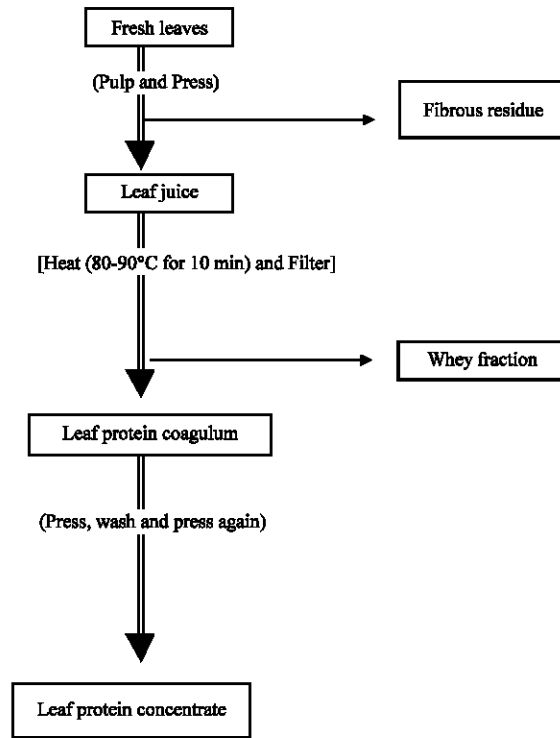 Fresh leaves
(Pulp and Press)
Fibrous residue
Leaf juice
[Heat (80-90°C for 10 min) and Filter]
Whey fraction
Leaf protein coagulum
(Press, wash and press again)
Leaf protein concentrate